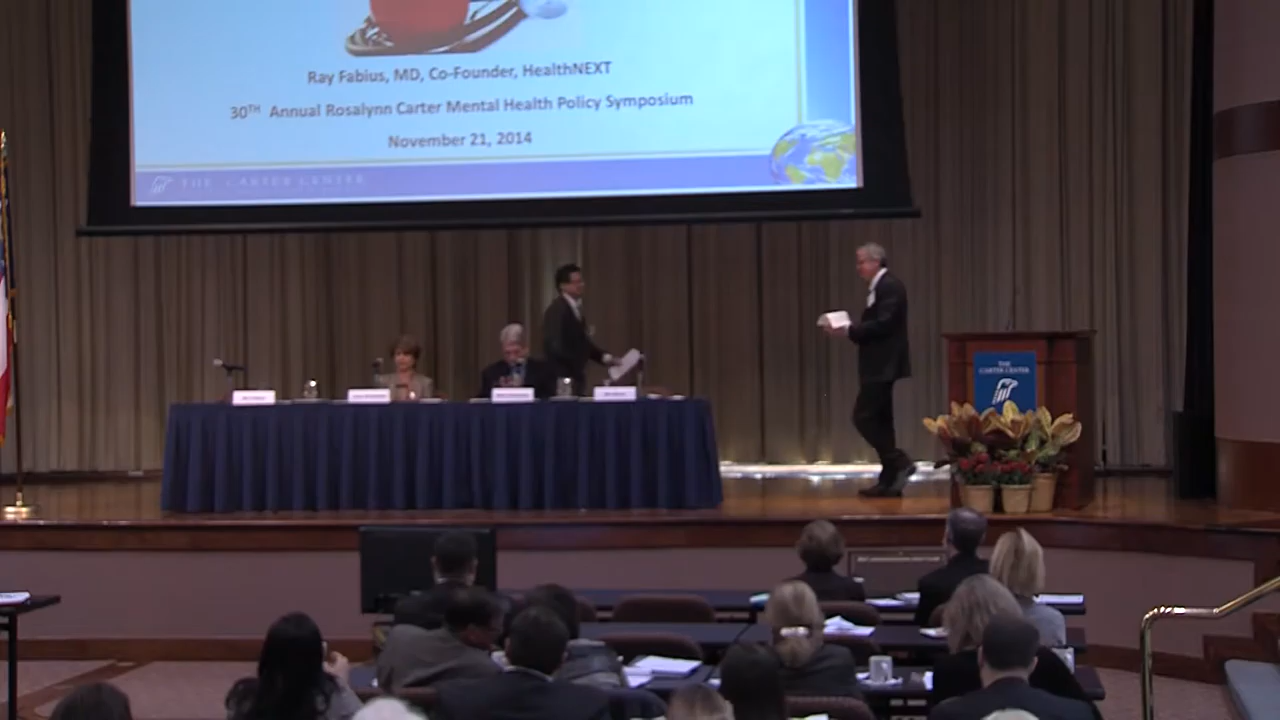 Ray Fabius, MD, Co-Founder, HealthNEXT
30TH Annual Rosalynn Carter Mental Health Policy Symposium
November 21, 2014
THE CARTER CENTER
THE
CARTER CENTER